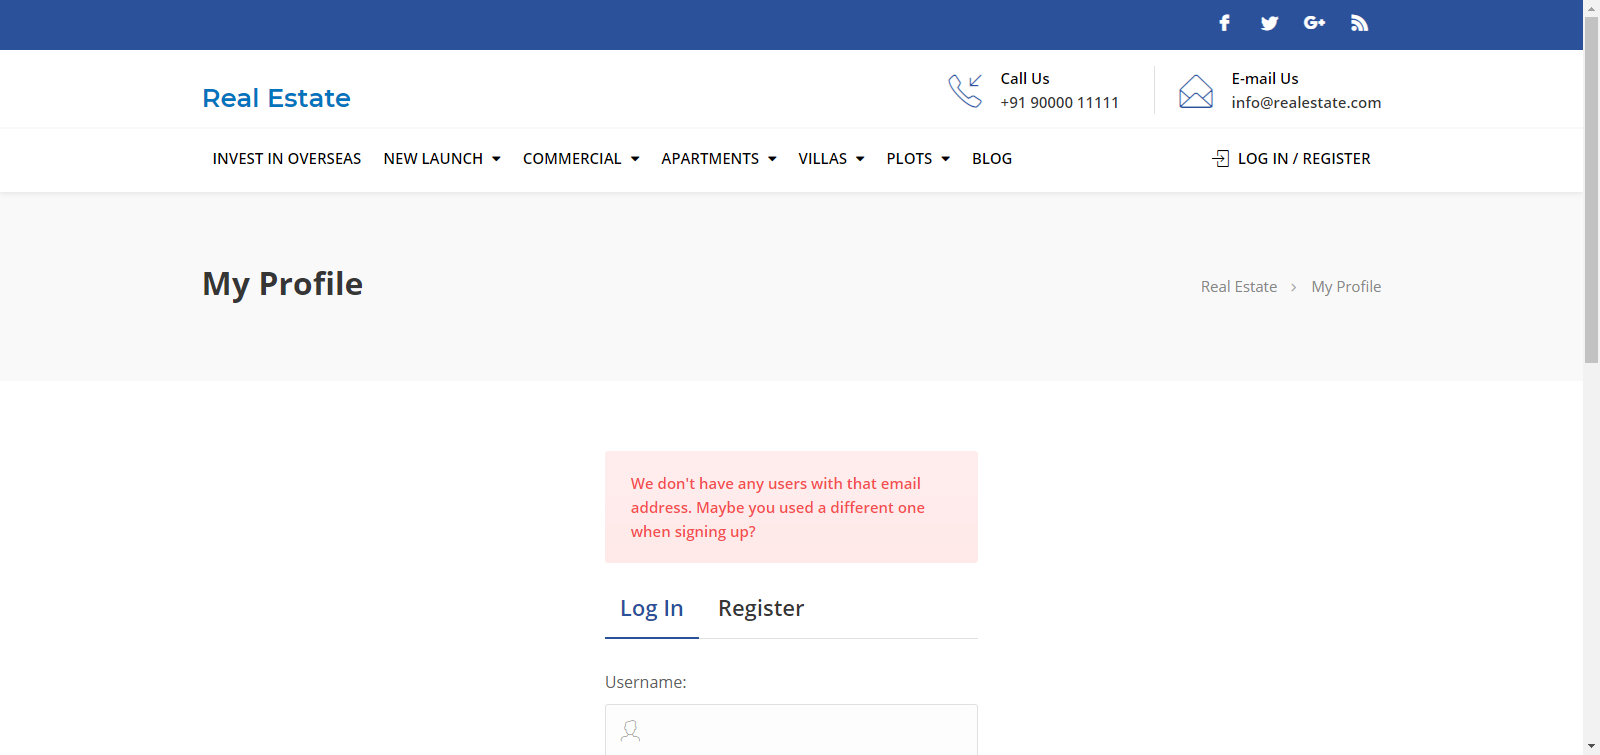 Real Estate
Call Us
+91 90000 11111
E-mail Us
info@realestate.com
INVEST IN OVERSEAS NEW LAUNCH COMMERCIAL APARTMENTS VILLAS PLOTS BLOG LOG IN / REGISTER
My Profile
Real Estate > My Profile
We don't have any users with that email
address. Maybe you used a different one
when signing up?
Log In Register
Username: